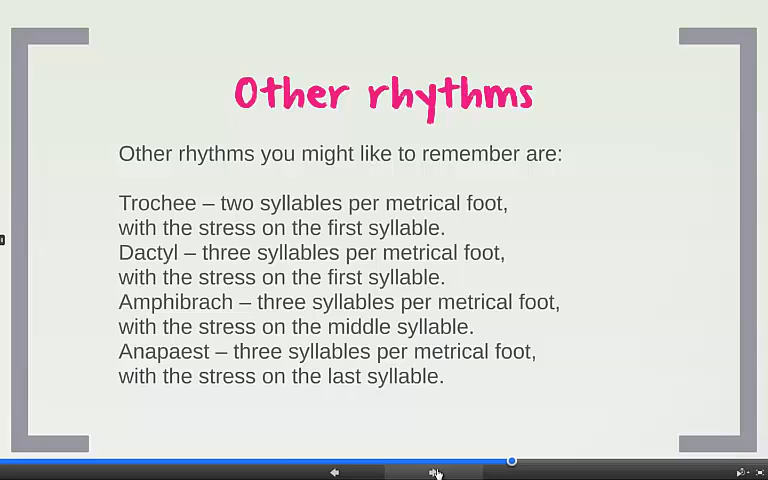 Other rhythms
Other rhythms you might like to remember are:
Trochee – two syllables per metrical foot,
with the stress on the first syllable.
Dactyl – three syllables per metrical foot,
with the stress on the first syllable.
Amphibrach – three syllables per metrical foot,
with the stress on the middle syllable.
Anapaest – three syllables per metrical foot,
with the stress on the last syllable.